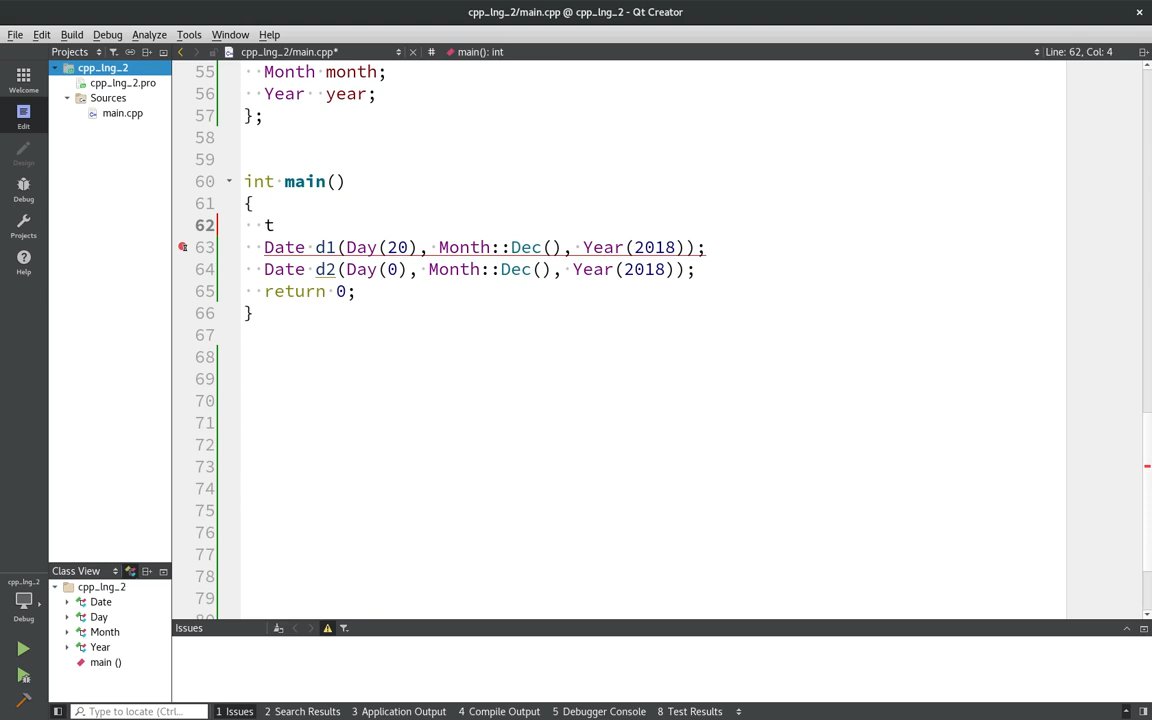 cpp_lng_2/main.cpp @ cpp_lng_2 - Qt Creator
File Edit Build Debug Analyze Tools Window Help
Projects cpp_lng_2/main.cpp* # main(): int Line: 62, Col: 4
cpp_lng_2
cpp_lng_2.pro
Sources
main.cpp
Welcome
Edit
Design
Debug
Projects
Help
55 Month month;
56 Year year;
57 };
58
59
60 int main()
61 {
62 t
63 Date d1(Day(20), Month::Dec(), Year(2018));
64 Date d2(Day(0), Month::Dec(), Year(2018));
65 return 0;
66 }
67
68
69
70
71
72
73
74
75
76
77
78
79
Class View
cpp_lng_2
Date
Day
Month
Year
main ()
cpp_lng_2
Debug
Issues
Type to locate (Ctrl... 1 Issues 2 Search Results 3 Application Output 4 Compile Output 5 Debugger Console 8 Test Results